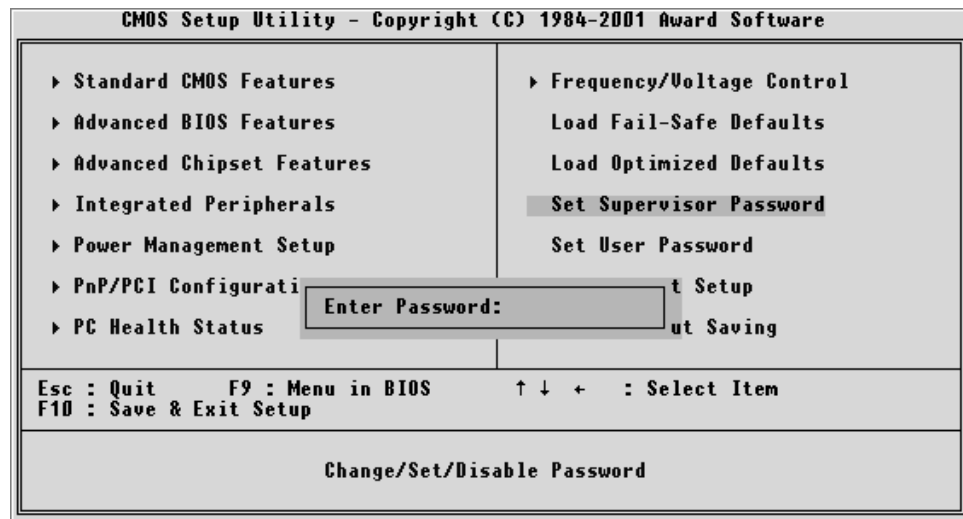 CMOS Setup Utility - Copyright (C) 1984-2001 Award Software
▸ Standard CMOS Features
▸ Advanced BIOS Features
▸ Advanced Chipset Features
▸ Integrated Peripherals
▸ Power Management Setup
▸ PnP/PCI Configurati
▸ PC Health Status
▸ Frequency/Voltage Control
Load Fail-Safe Defaults
Load Optimized Defaults
Set Supervisor Password
Set User Password
t Setup
ut Saving
Enter Password:
Esc : Quit F9 : Menu in BIOS ↑ ↓ ← : Select Item
F10 : Save & Exit Setup
Change/Set/Disable Password